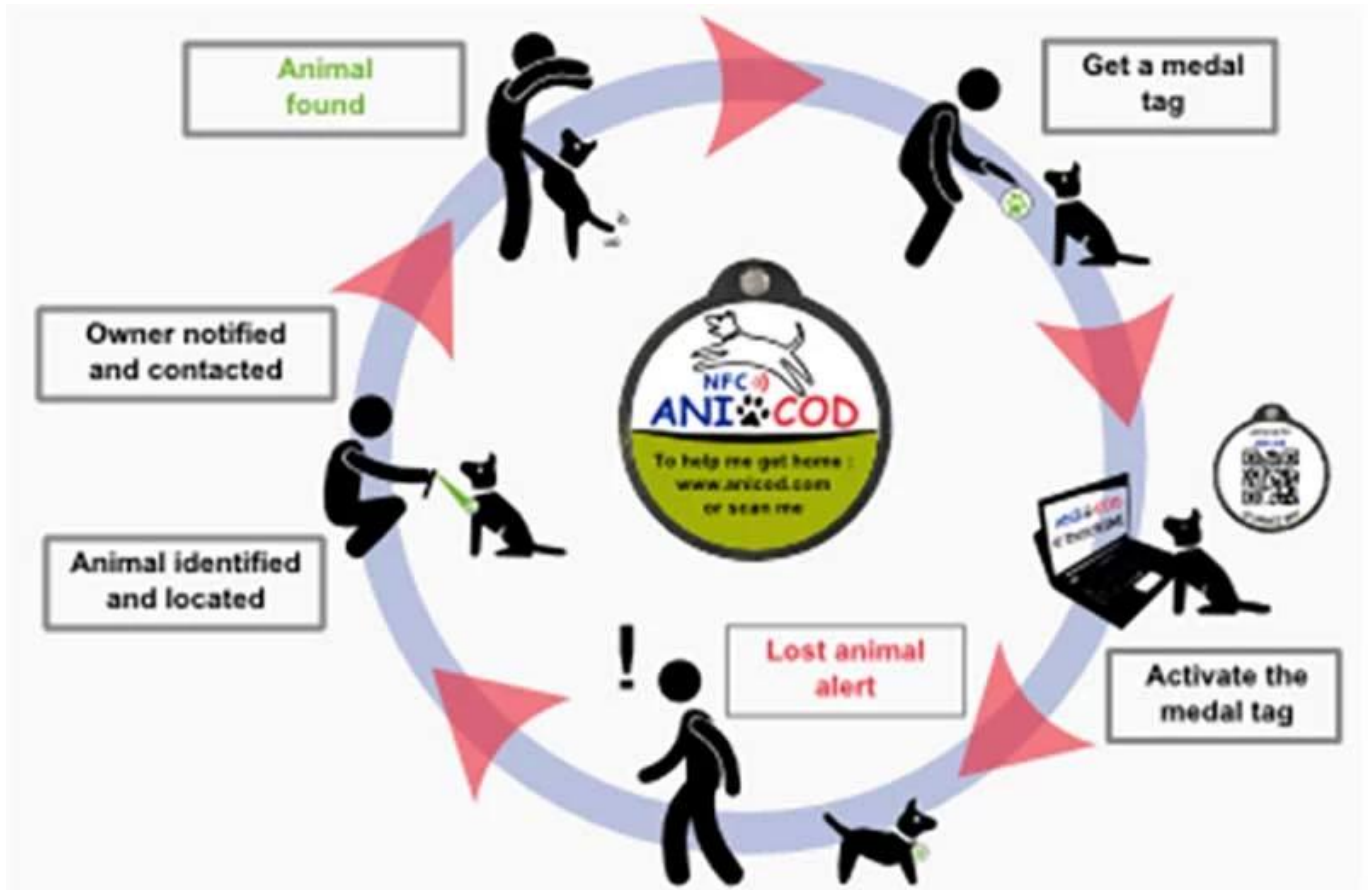 Animal
found
Get a medal
tag
Owner notified
and contacted
NFC
ANI COD
To help me get home :
www.anicod.com
or scan me
Animal identified
and located
Lost animal
alert
Activate the
medal tag